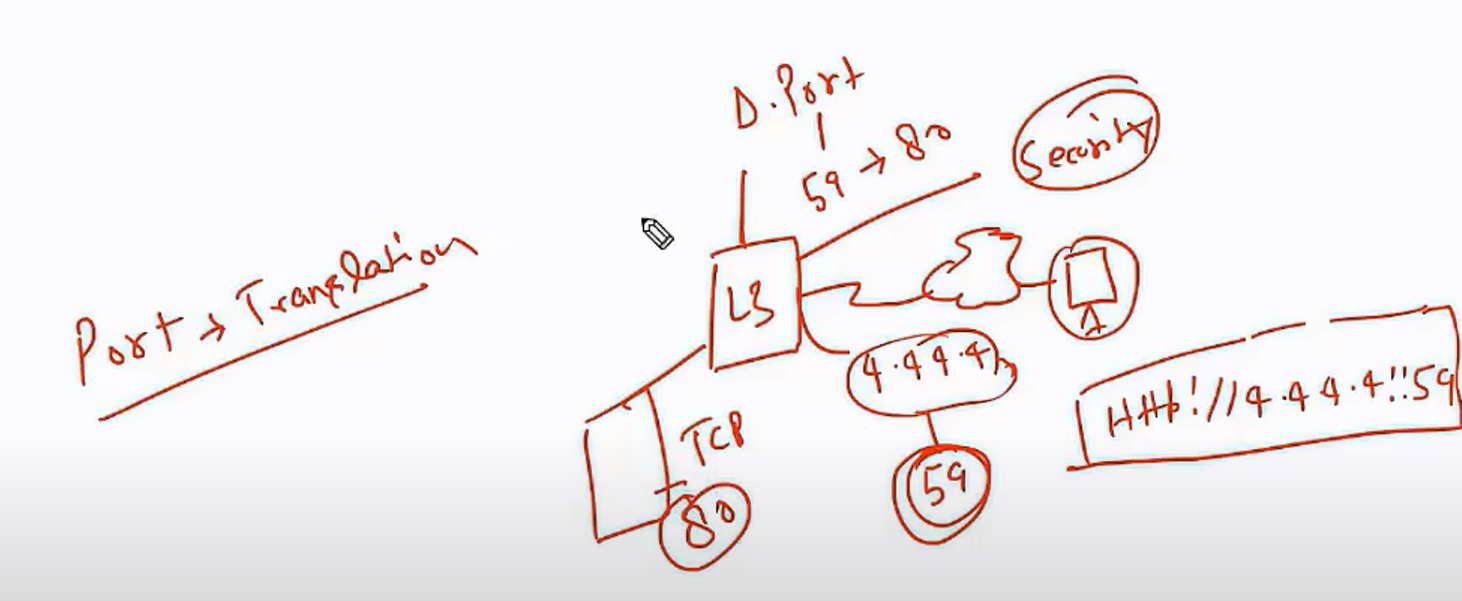 D.Port
59 → 80
Security
Port → Translation
L3
4.4.4.4
Http!//4.4.4.4!!59
TCP
59
80